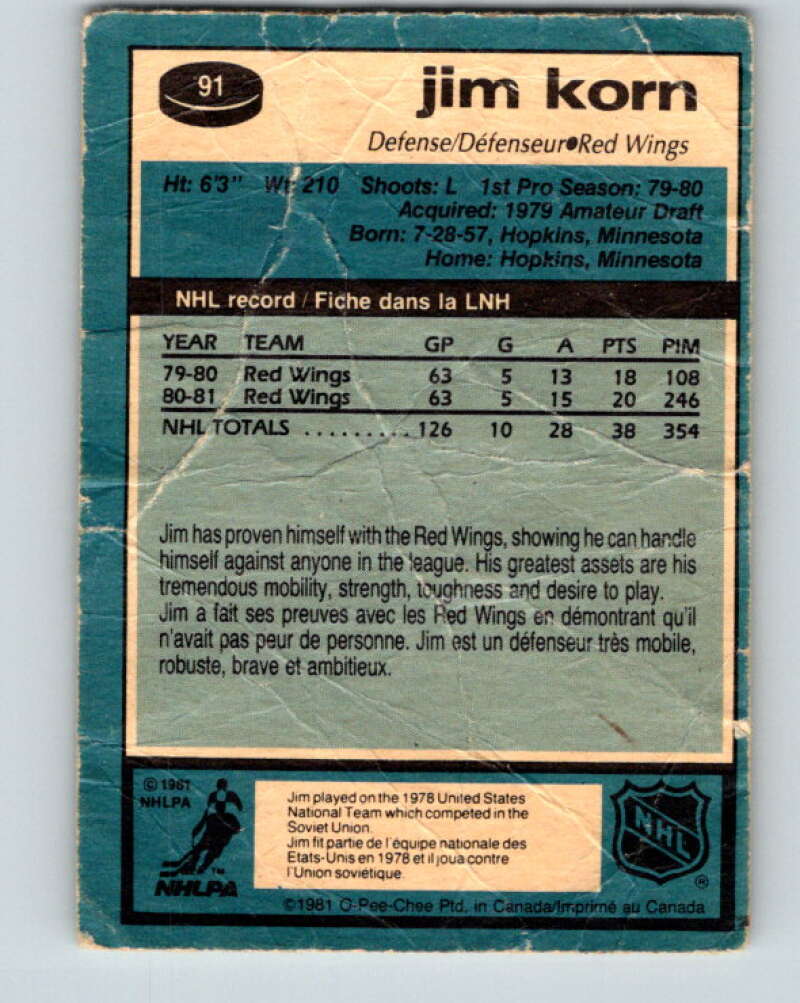 91
jim korn
Defense/Défenseur●Red Wings
Ht: 6'3" Wt: 210 Shoots: L 1st Pro Season: 79-80
Acquired: 1979 Amateur Draft
Born: 7-28-57, Hopkins, Minnesota
Home: Hopkins, Minnesota
NHL record / Fiche dans la LNH
YEAR TEAM GP G A PTS PIM
79-80 Red Wings 63 5 13 18 108
80-81 Red Wings 63 5 15 20 246
NHL TOTALS .......... 126 10 28 38 354
Jim has proven himself with the Red Wings, showing he can handle
himself against anyone in the league. His greatest assets are his
tremendous mobility, strength, toughness and desire to play.
Jim a fait ses preuves avec les Red Wings en démontrant qu'il
n'avait pas peur de personne. Jim est un défenseur très mobile,
robuste, brave et ambitieux.
© 1981
NHLPA
NHLPA
TM
Jim played on the 1978 United States
National Team which competed in the
Soviet Union.
Jim fit partie de l'équipe nationale des
Etats-Unis en 1978 et il joua contre
l'Union soviétique.
NHL
®
©1981 O-Pee-Chee Ptd. in Canada/Imprimé au Canada